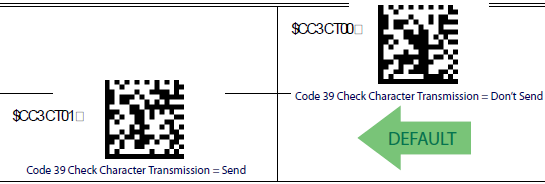 $CC3CT00□
Code 39 Check Character Transmission = Don't Send
$CC3CT01□
Code 39 Check Character Transmission = Send
DEFAULT